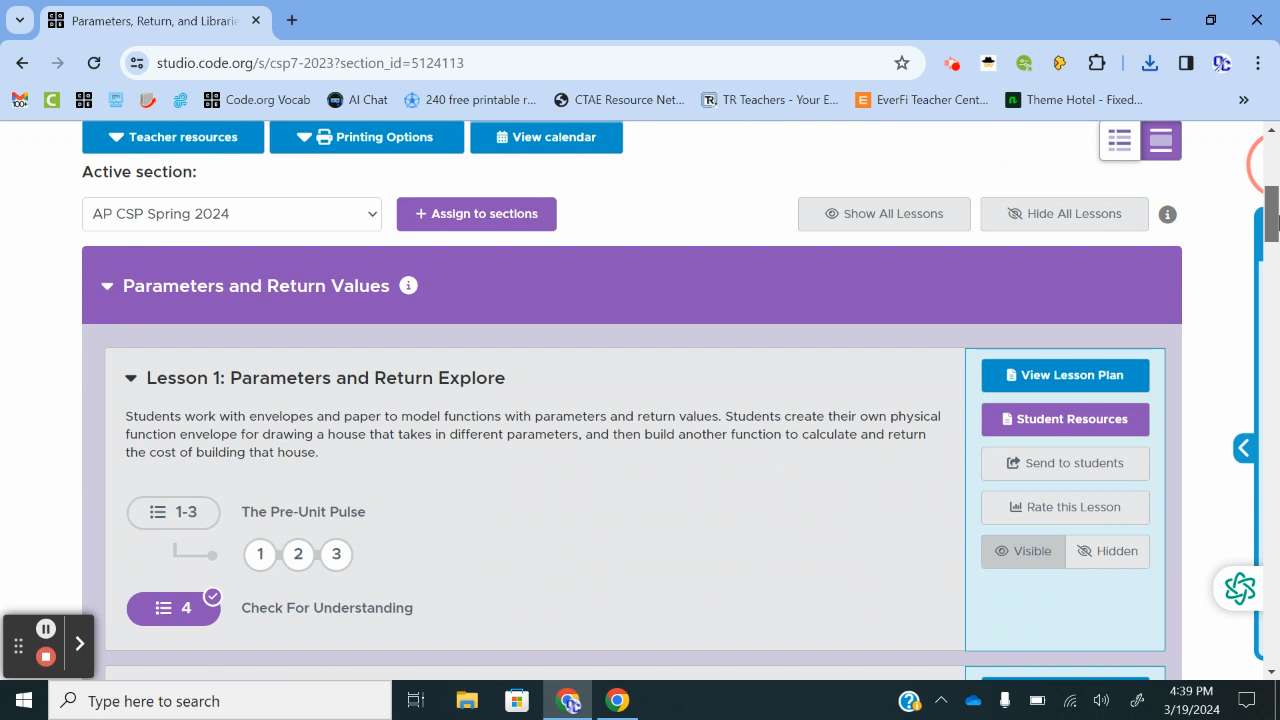 Parameters, Return, and Librarie
studio.code.org/s/csp7-2023?section_id=5124113
Code.org Vocab
AI Chat
240 free printable r...
CTAE Resource Net...
TR Teachers - Your E...
EverFi Teacher Cent...
Theme Hotel - Fixed...
Teacher resources
Printing Options
View calendar
Active section:
AP CSP Spring 2024
+ Assign to sections
Show All Lessons
Hide All Lessons
Parameters and Return Values
Lesson 1: Parameters and Return Explore
Students work with envelopes and paper to model functions with parameters and return values. Students create their own physical
function envelope for drawing a house that takes in different parameters, and then build another function to calculate and return
the cost of building that house.
View Lesson Plan
Student Resources
Send to students
Rate this Lesson
Visible
Hidden
1-3
The Pre-Unit Pulse
1
2
3
4
Check For Understanding
Type here to search
4:39 PM
3/19/2024